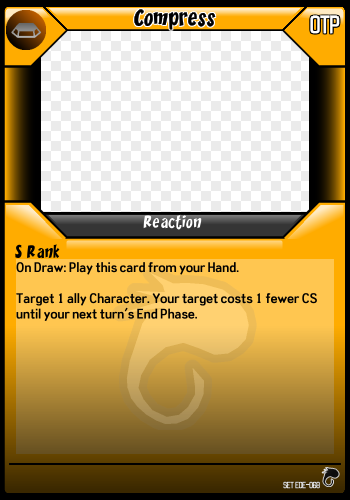 Compress
OTP
Reaction
S Rank
On Draw: Play this card from your Hand.
Target 1 ally Character. Your target costs 1 fewer CS
until your next turn's End Phase.
SET EDE-068